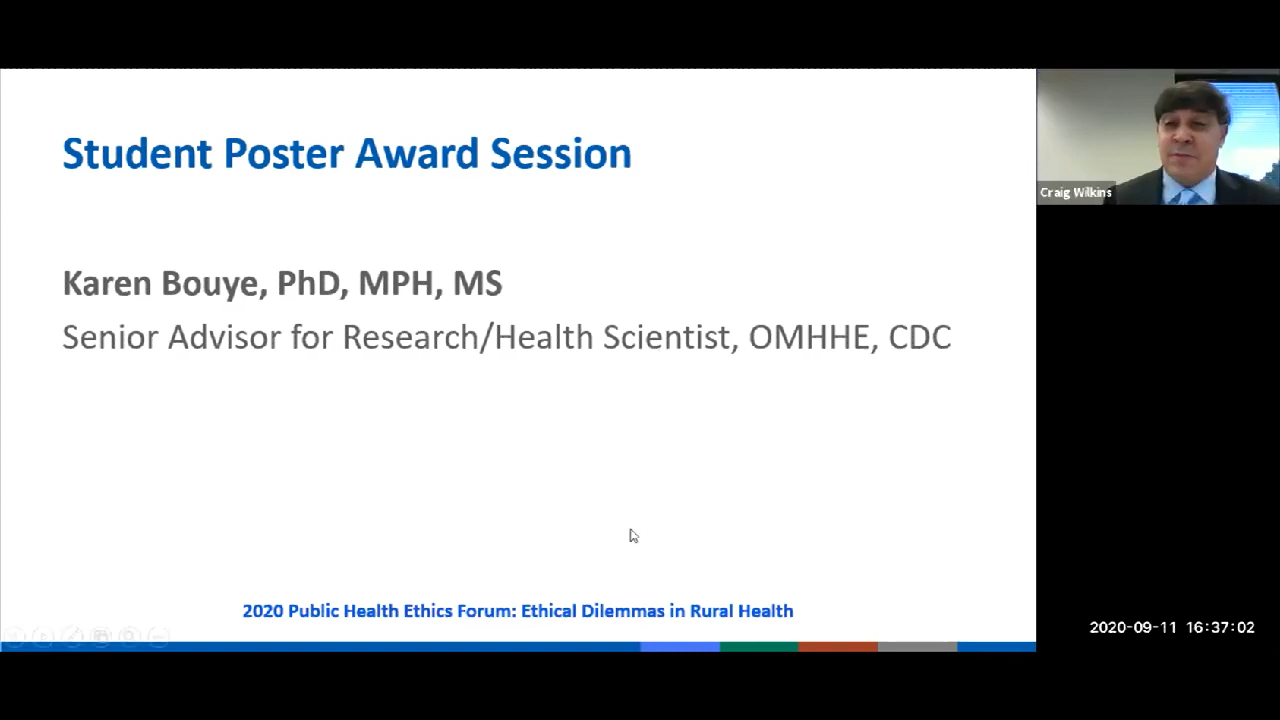 Student Poster Award Session
Karen Bouye, PhD, MPH, MS
Senior Advisor for Research/Health Scientist, OMHHE, CDC
2020 Public Health Ethics Forum: Ethical Dilemmas in Rural Health
Craig Wilkins
2020-09-11 16:37:02